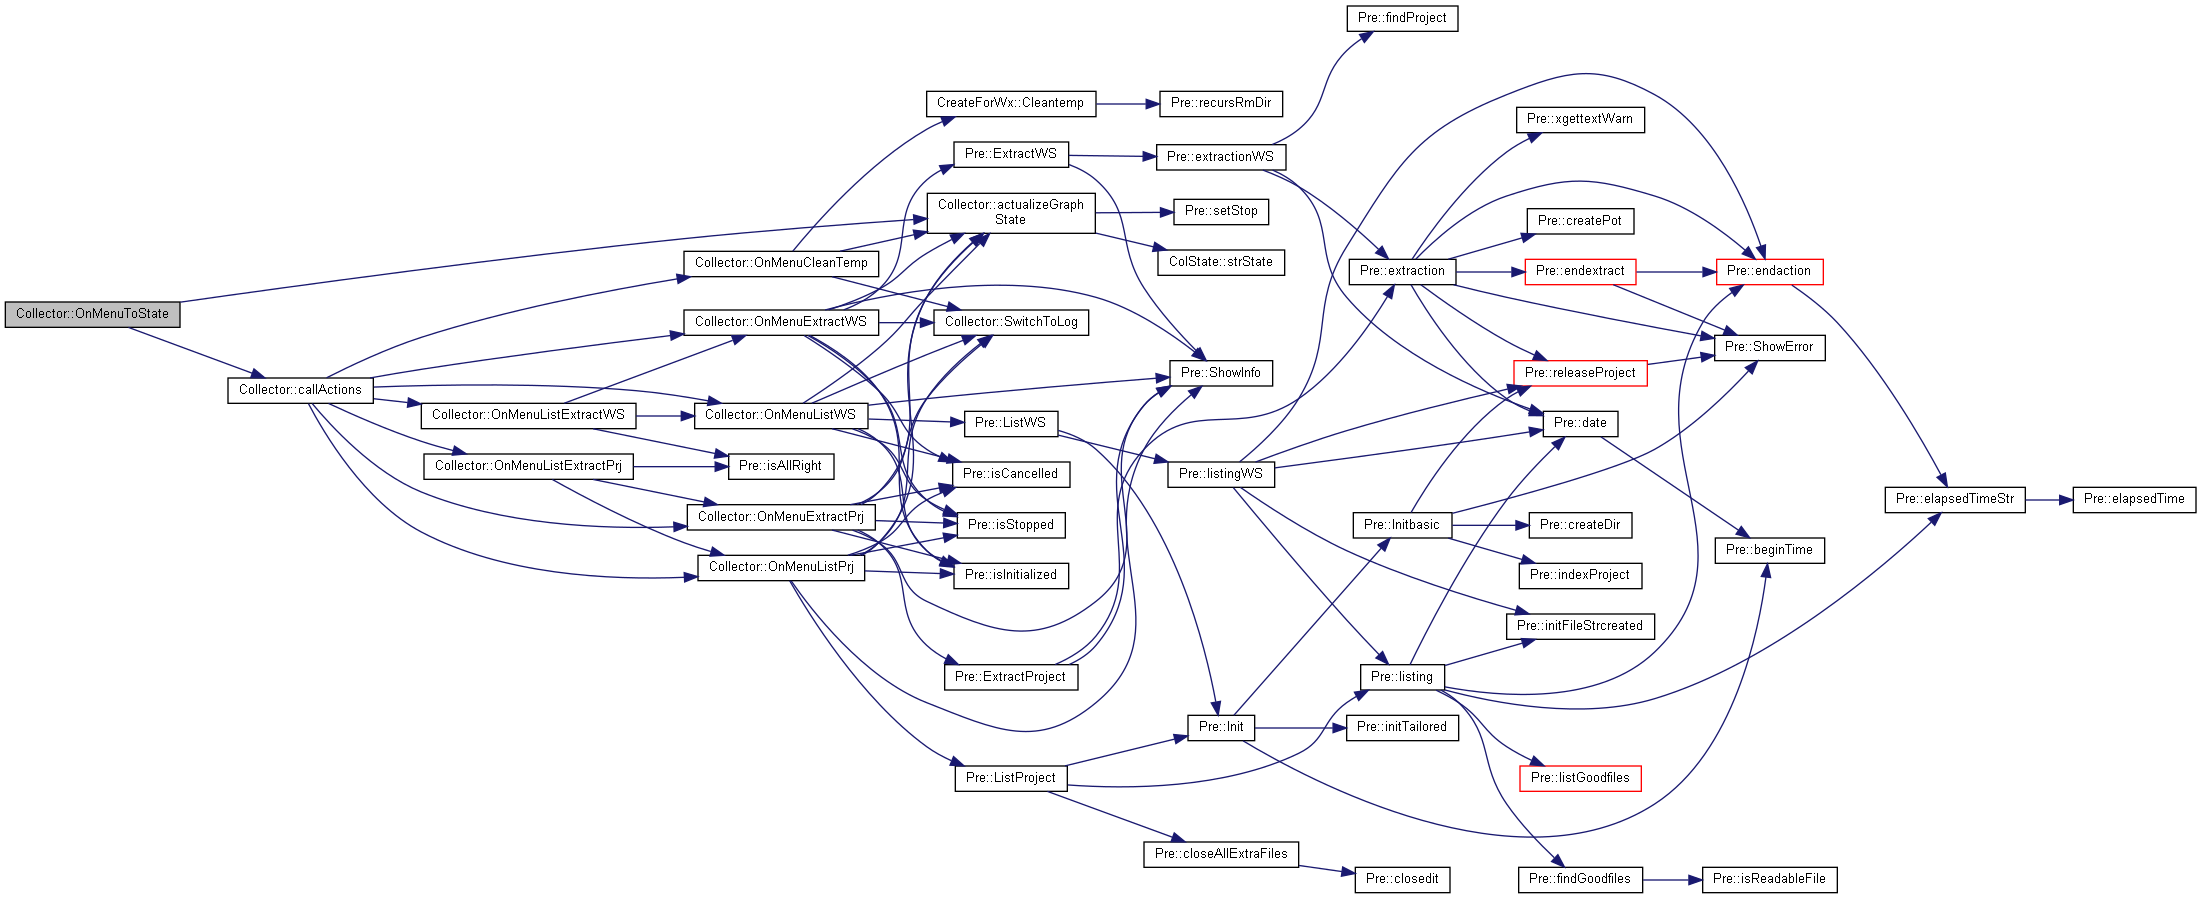 Collector::OnMenuToState
Collector::callActions
Collector::OnMenuListExtractWS
Collector::OnMenuListExtractPrj
Collector::OnMenuCleanTemp
Collector::OnMenuExtractWS
Collector::OnMenuListWS
Pre::isAllRight
Collector::OnMenuExtractPrj
Collector::OnMenuListPrj
CreateForWx::Cleantemp
Pre::ExtractWS
Collector::actualizeGraph
State
Collector::SwitchToLog
Pre::ListWS
Pre::isCancelled
Pre::isStopped
Pre::isInitialized
Pre::ExtractProject
Pre::ListProject
Pre::recursRmDir
Pre::extractionWS
Pre::setStop
ColState::strState
Pre::ShowInfo
Pre::listingWS
Pre::Init
Pre::closeAllExtraFiles
Pre::findProject
Pre::extraction
Pre::Initbasic
Pre::listing
Pre::initTailored
Pre::closedit
Pre::xgettextWarn
Pre::createPot
Pre::endextract
Pre::releaseProject
Pre::date
Pre::createDir
Pre::indexProject
Pre::initFileStrcreated
Pre::listGoodfiles
Pre::findGoodfiles
Pre::endaction
Pre::ShowError
Pre::beginTime
Pre::isReadableFile
Pre::elapsedTimeStr
Pre::elapsedTime